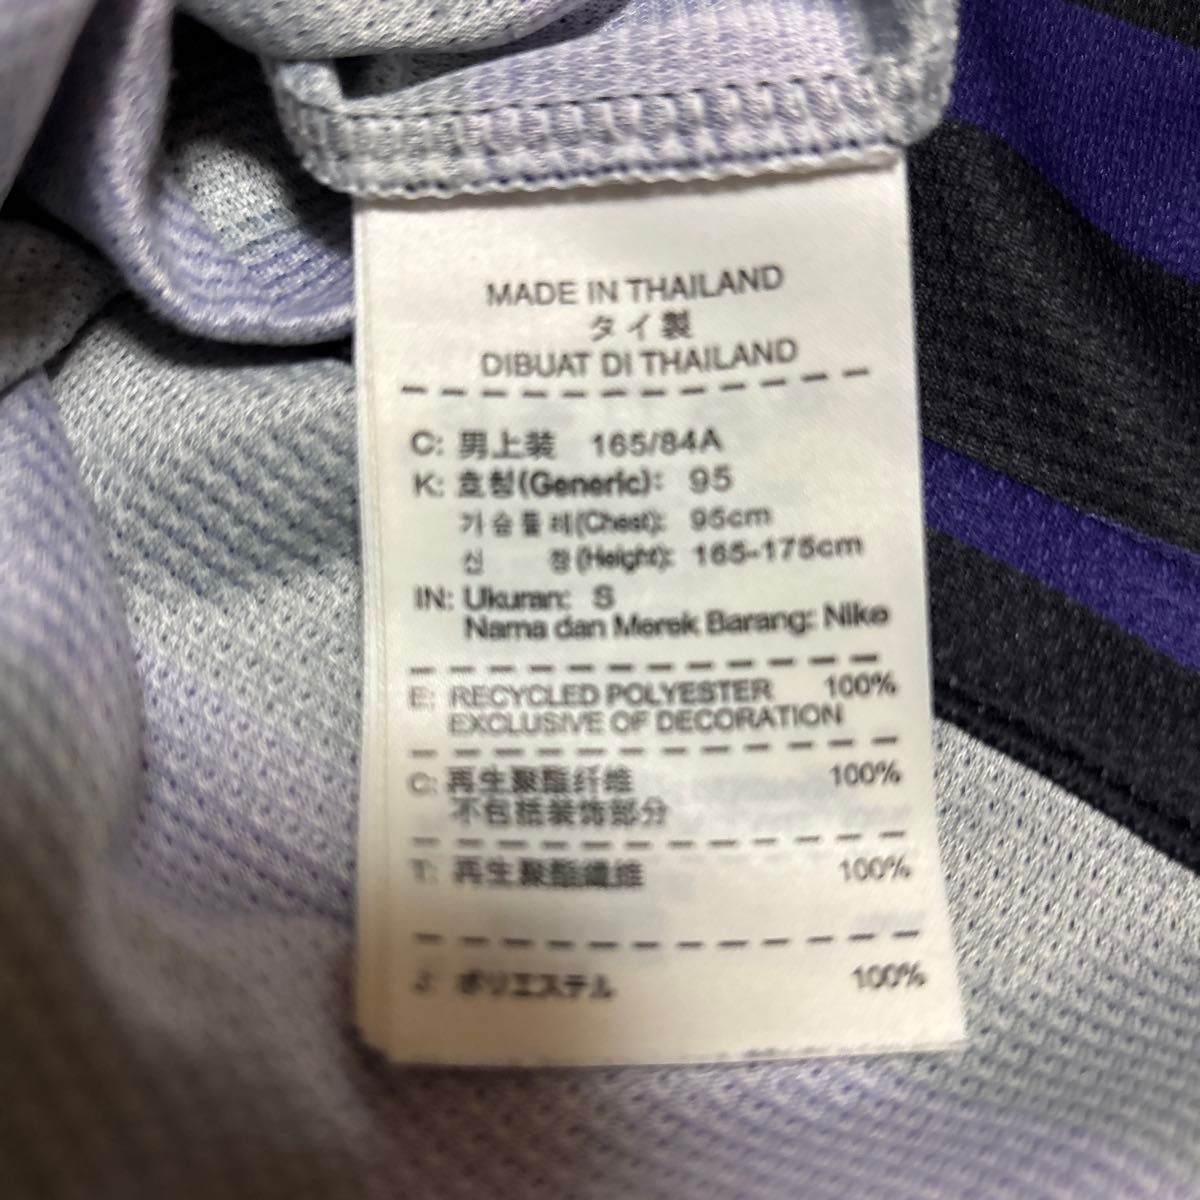 MADE IN THAILAND
タイ製
DIBUAT DI THAILAND
C: 男上装 165/84A
K: 호칭(Generic): 95
가슴둘레(Chest): 95cm
신 장(Height): 165-175cm
IN: Ukuran: S
Nama dan Merek Barang: Nike
E: RECYCLED POLYESTER 100%
EXCLUSIVE OF DECORATION
C: 再生聚酯纤维 100%
不包括装饰部分
T: 再生聚酯纖維 100%
J: ポリエステル 100%